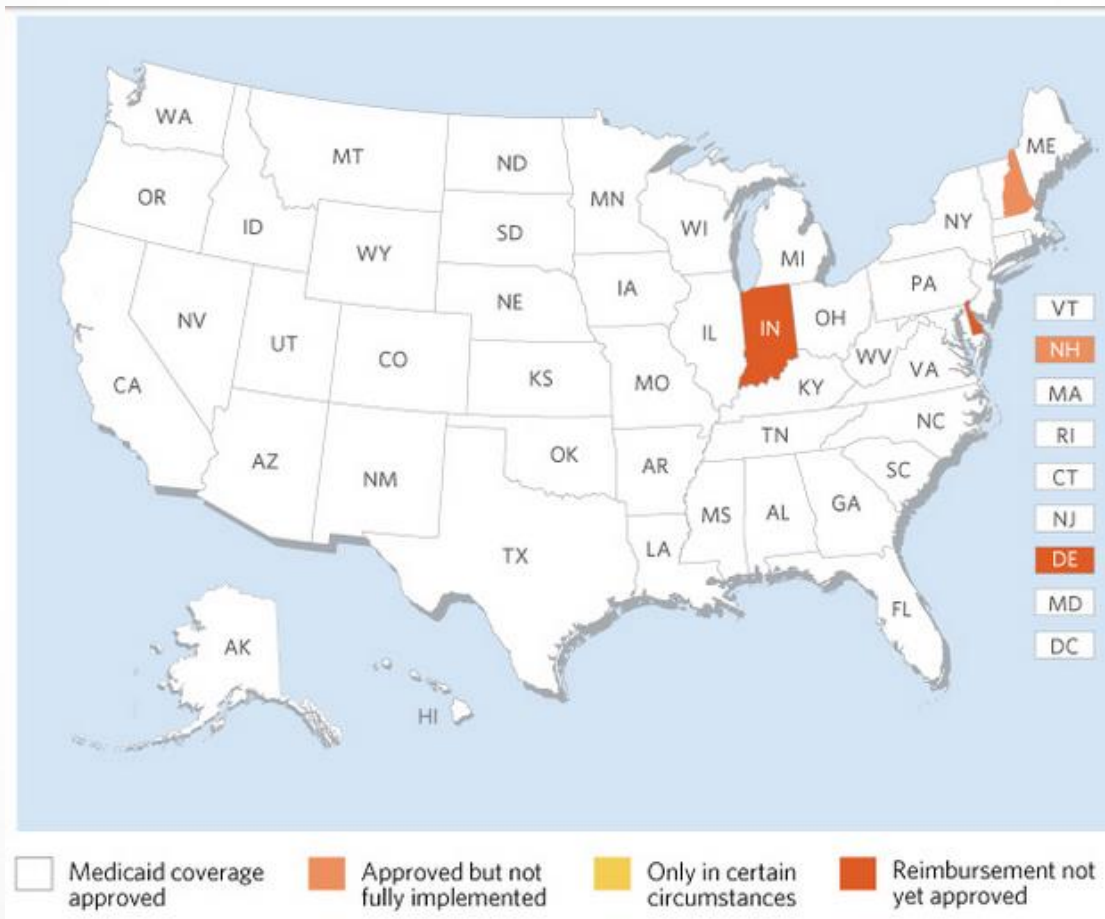 WA
MT
ND
MN
ME
OR
ID
SD
WI
NY
WY
MI
IA
PA
NE
NV
UT
CO
IL
IN
OH
WV
VA
CA
KS
MO
KY
NC
TN
AZ
NM
OK
AR
SC
MS
AL
GA
LA
TX
FL
AK
HI
VT
NH
MA
RI
CT
NJ
DE
MD
DC
Medicaid coverage
approved
Approved but not
fully implemented
Only in certain
circumstances
Reimbursement not
yet approved